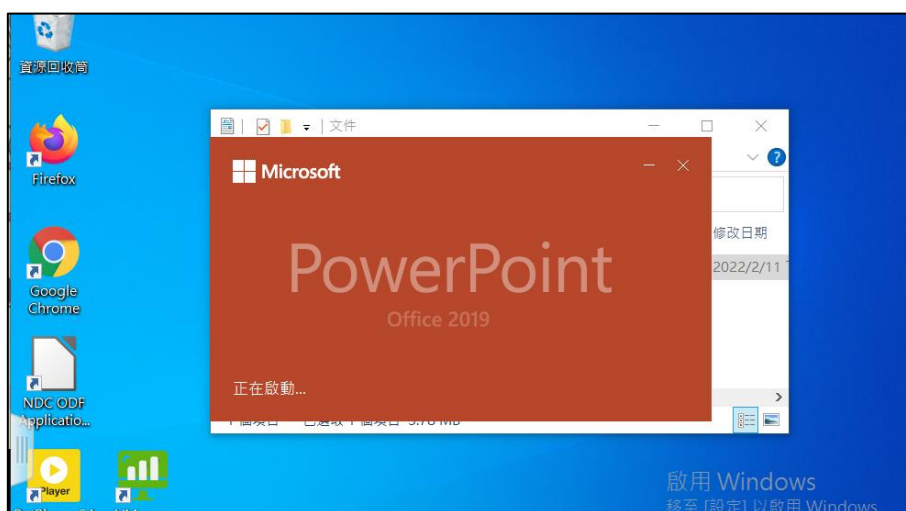 資源回收筒
Firefox
Google
Chrome
NDC ODF
Applicatio...
Player
文件
修改日期
2022/2/11
Microsoft
PowerPoint
Office 2019
正在啟動...
啟用 Windows
移至 [設定] 以啟用 Windows